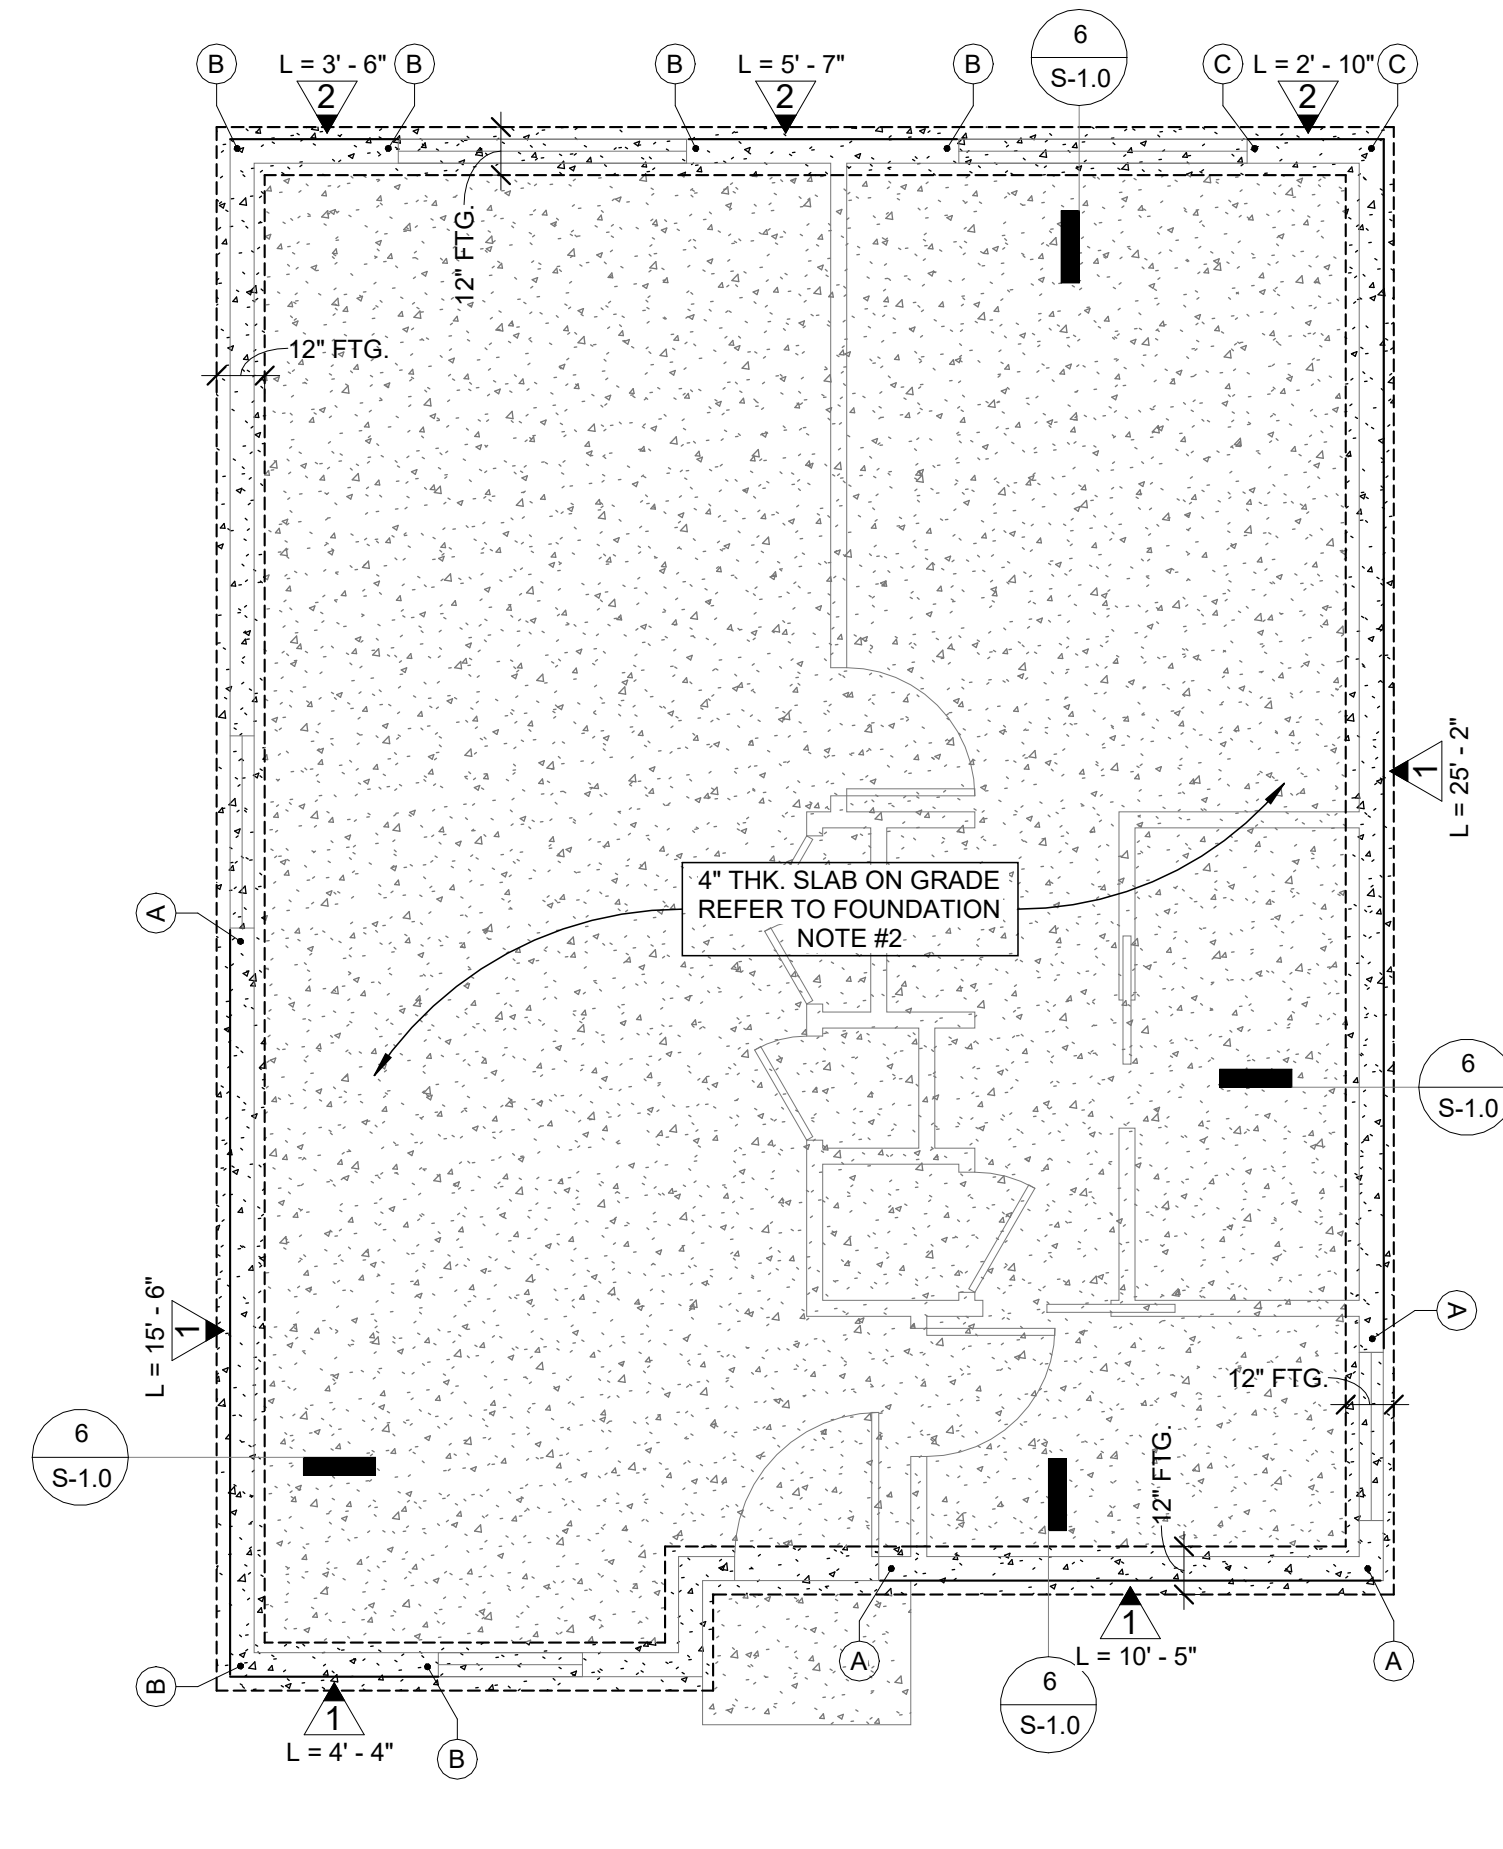 6
S-1.0
B
L = 3' - 6"
B
B
L = 5' - 7"
B
C
L = 2' - 10"
C
2
2
2
12" FTG.
12" FTG.
L = 25' - 2"
1
4" THK. SLAB ON GRADE
REFER TO FOUNDATION
NOTE #2
A
6
S-1.0
L = 15' - 6"
1
A
12" FTG.
12" FTG.
6
S-1.0
1
L = 10' - 5"
A
A
6
S-1.0
B
1
L = 4' - 4"
B